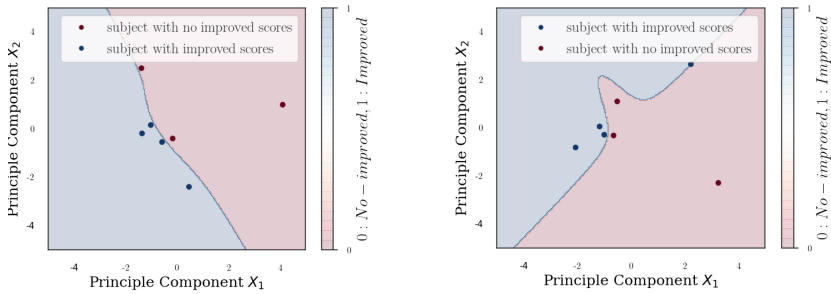 4
2
0
-2
-4
-4
-2
0
2
4
Principle Component X₂
Principle Component X₁
subject with no improved scores
subject with improved scores
1
0
0 : No − improved, 1 : Improved
4
2
0
-2
-4
-4
-2
0
2
4
Principle Component X₂
Principle Component X₁
subject with improved scores
subject with no improved scores
1
0
0 : No − improved, 1 : Improved